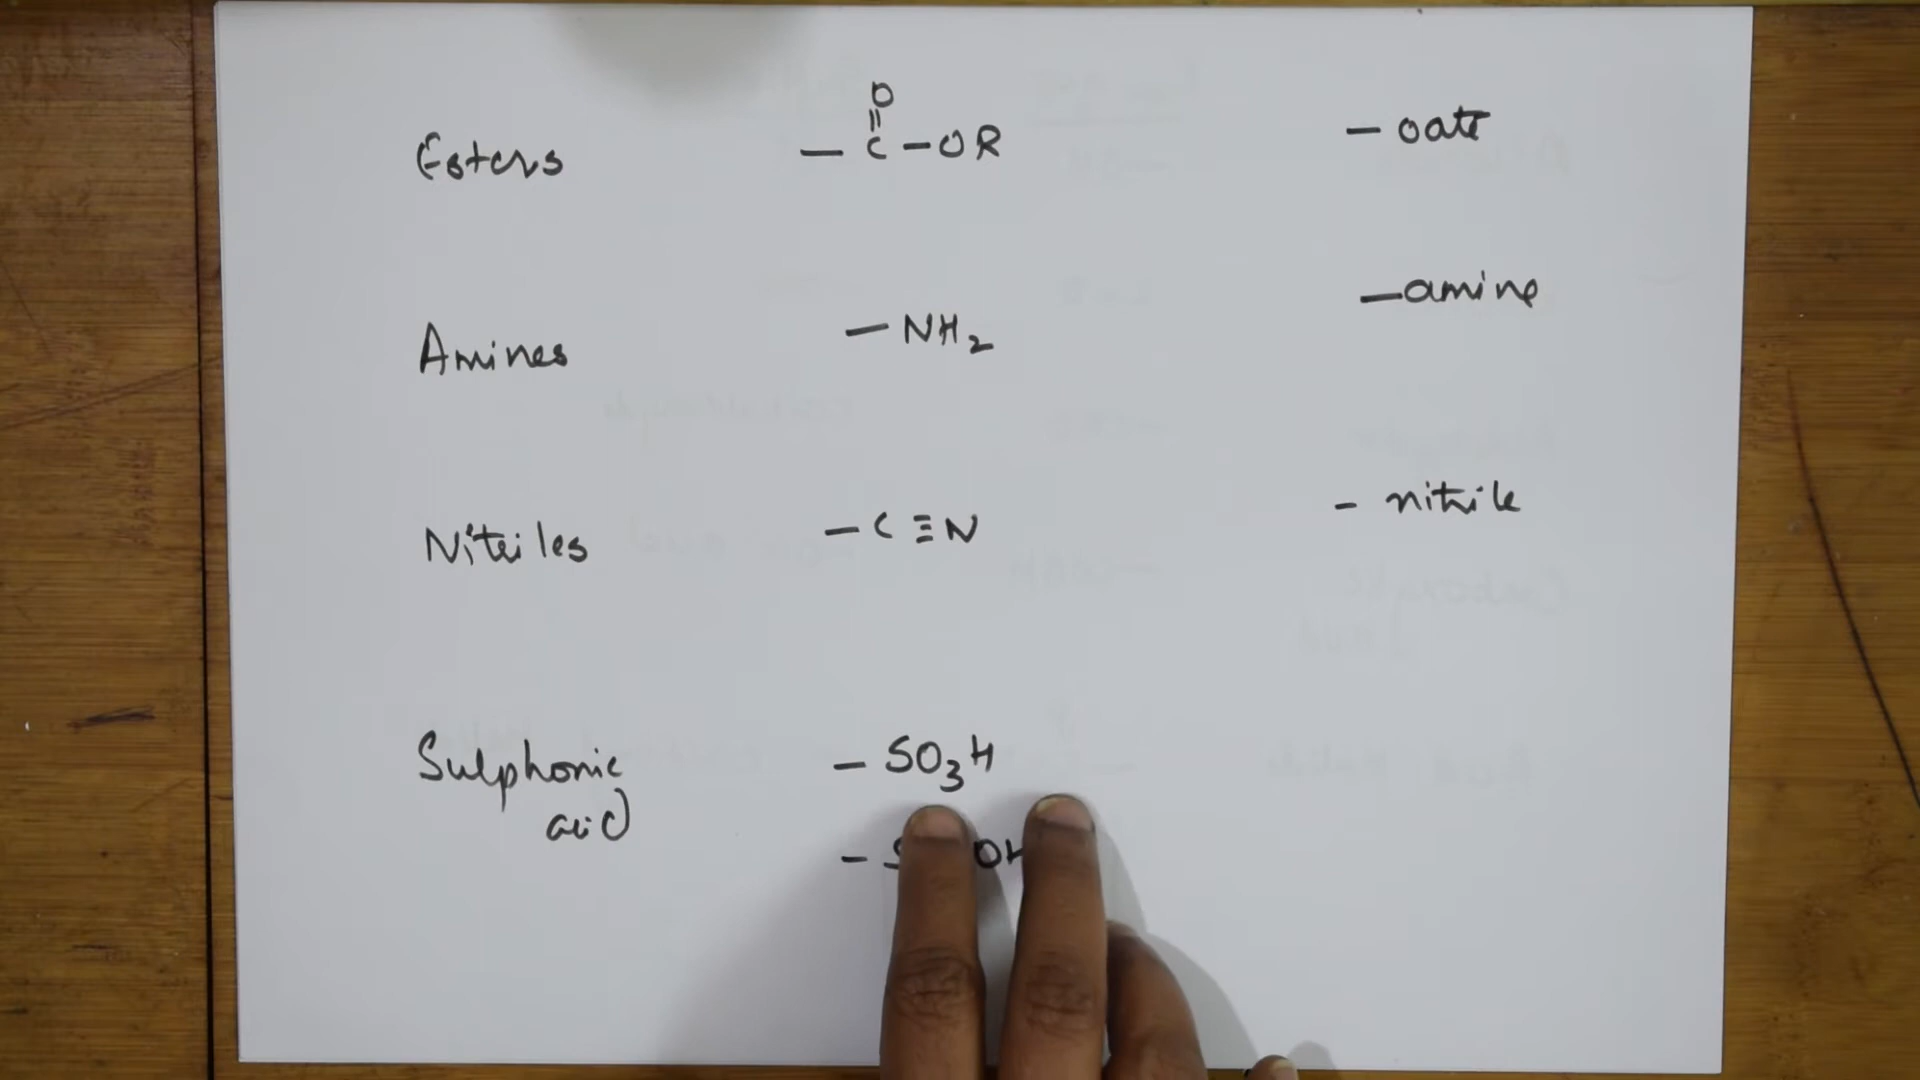 O
Esters — C — OR — oate
||
Amines — NH2 — amine
Nitriles — C ≡ N - nitrile
Sulphonic — SO3H
acid